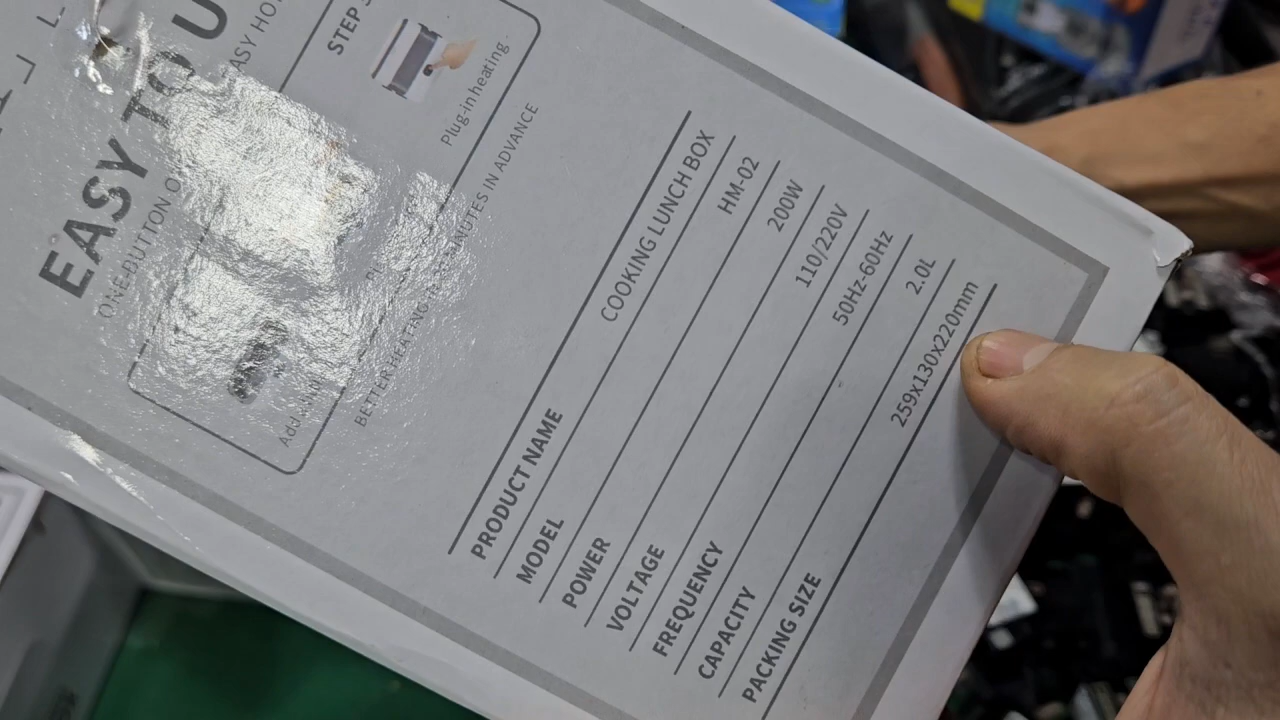 EASY TO U
ONE-BUTTON O
EASY HO
STEP
Plug-in heating
Add
BETTER HEATING
MINUTES IN ADVANCE
PRODUCT NAME COOKING LUNCH BOX
MODEL HM-02
POWER 200W
VOLTAGE 110/220V
FREQUENCY 50Hz-60Hz
CAPACITY 2.0L
PACKING SIZE 259x130x220mm